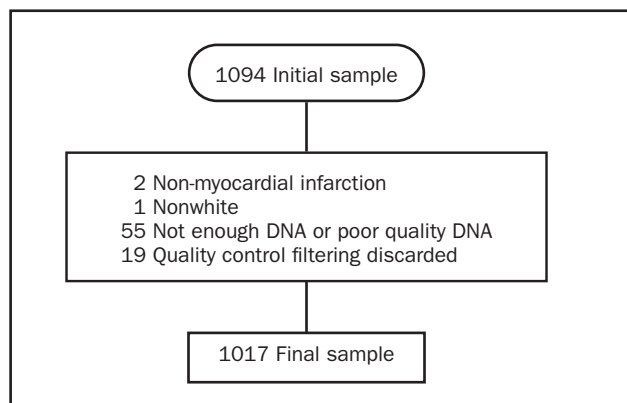 1094 Initial sample
2 Non-myocardial infarction
1 Nonwhite
55 Not enough DNA or poor quality DNA
19 Quality control filtering discarded
1017 Final sample